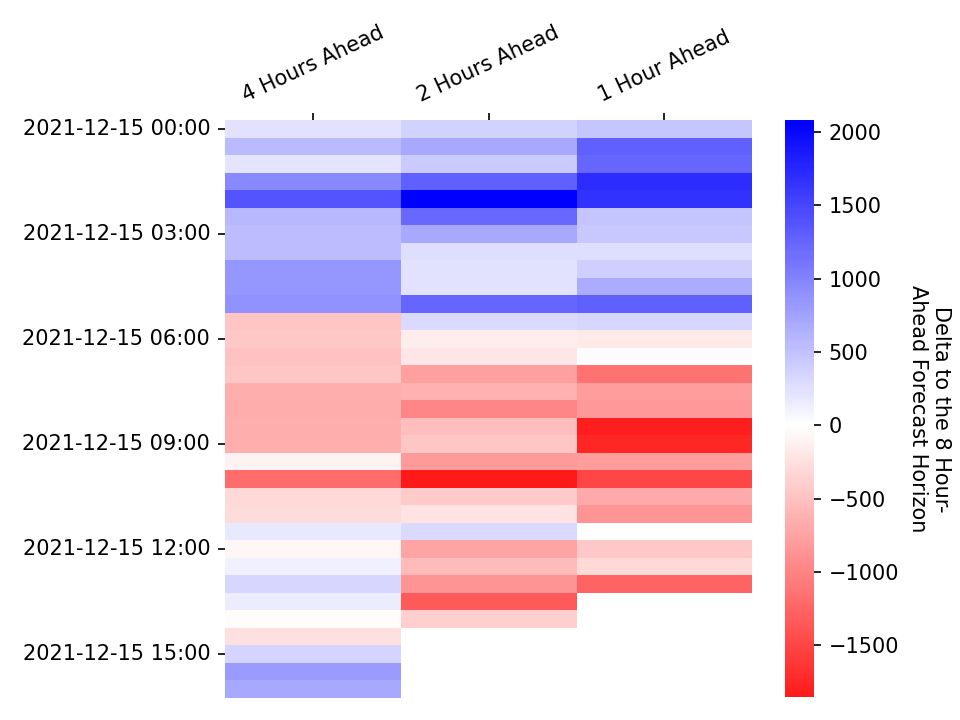 4 Hours Ahead
2 Hours Ahead
1 Hour Ahead
2021-12-15 00:00
2021-12-15 03:00
2021-12-15 06:00
2021-12-15 09:00
2021-12-15 12:00
2021-12-15 15:00
2000
1500
1000
500
0
−500
−1000
−1500
Delta to the 8 Hour-
Ahead Forecast Horizon